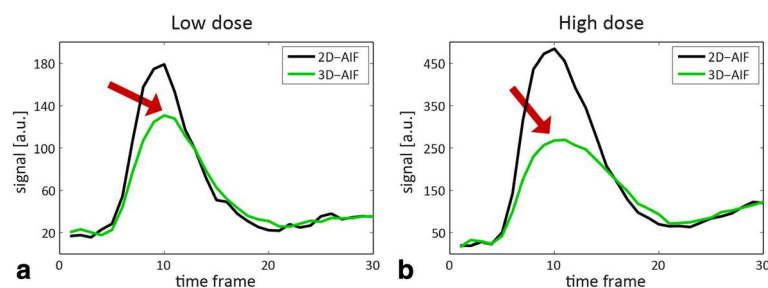 Low dose
High dose
2D-AIF
3D-AIF
2D-AIF
3D-AIF
signal [a.u.]
180
140
100
60
20
signal [a.u.]
450
350
250
150
50
0
10
20
30
0
10
20
30
a
time frame
b
time frame